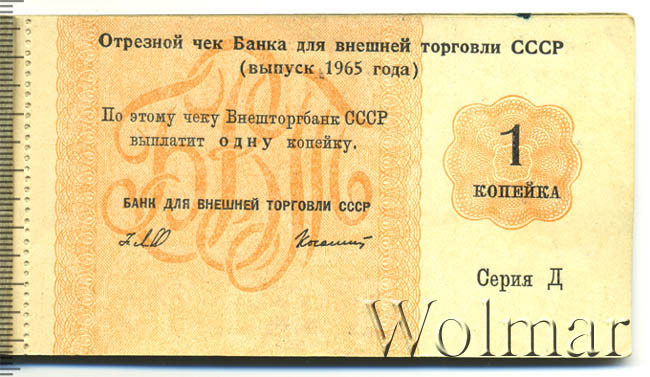 Отрезной чек Банка для внешней торговли СССР
(выпуск 1965 года)
По этому чеку Внешторгбанк СССР
выплатит одну копейку.
БАНК ДЛЯ ВНЕШНЕЙ ТОРГОВЛИ СССР
1
КОПЕЙКА
Серия Д
Wolmar